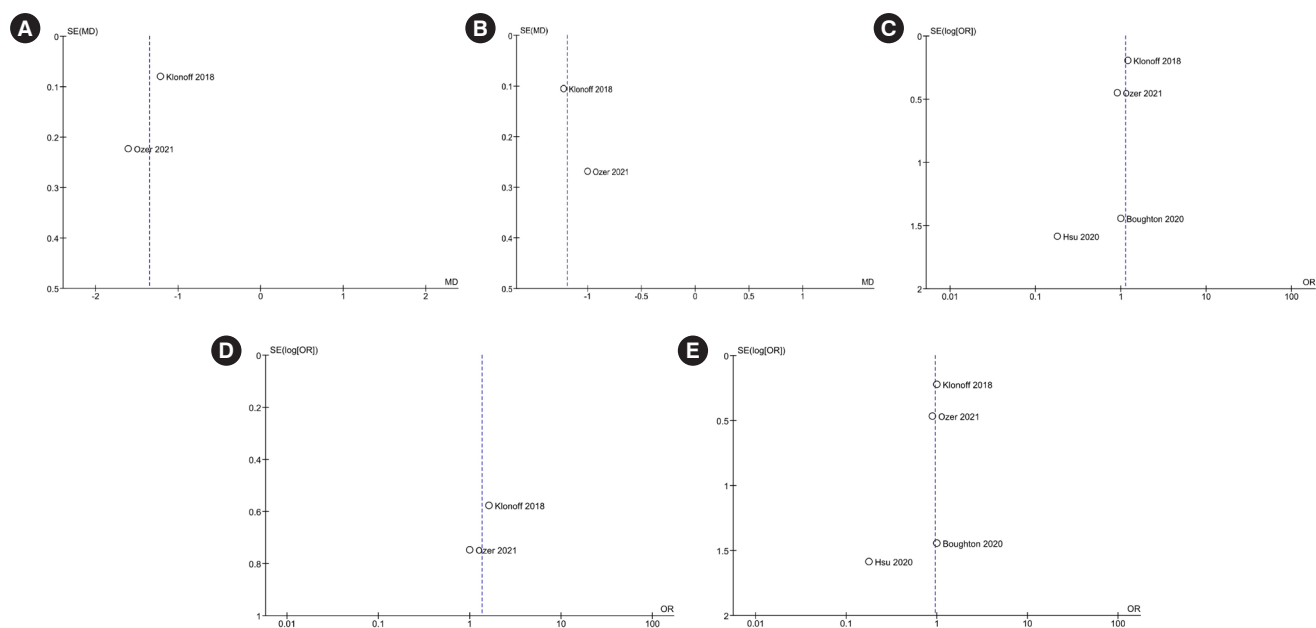 A
SE(MD)
0
0.1
0.2
0.3
0.4
0.5
Klonoff 2018
Ozer 2021
MD
-2
-1
0
1
2
B
SE(MD)
0
0.1
0.2
0.3
0.4
0.5
Klonoff 2018
Ozer 2021
MD
-1
-0.5
0
0.5
1
C
SE(log[OR])
0
0.5
1
1.5
2
Klonoff 2018
Ozer 2021
Boughton 2020
Hsu 2020
OR
0.01
0.1
1
10
100
D
SE(log[OR])
0
0.2
0.4
0.6
0.8
1
Klonoff 2018
Ozer 2021
OR
0.01
0.1
1
10
100
E
SE(log[OR])
0
0.5
1
1.5
2
Klonoff 2018
Ozer 2021
Boughton 2020
Hsu 2020
OR
0.01
0.1
1
10
100